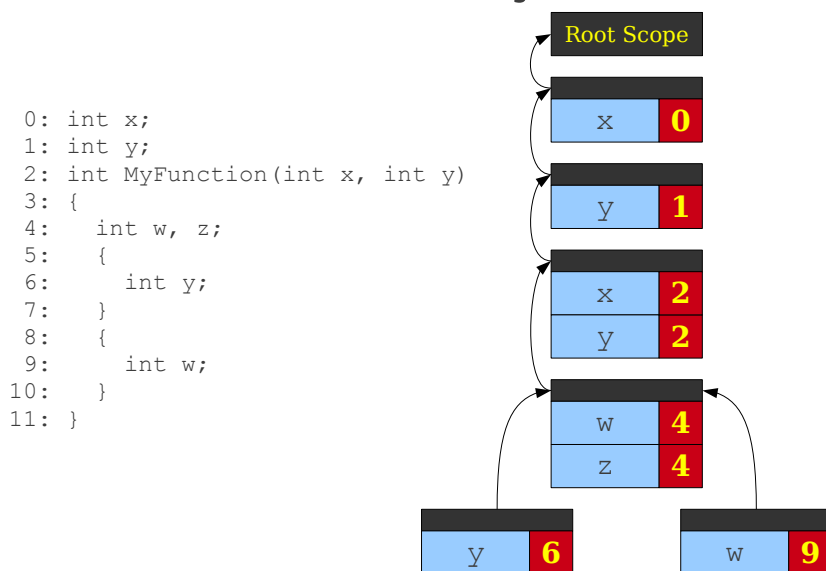 Root Scope
0: int x;
1: int y;
2: int MyFunction(int x, int y)
3: {
4:   int w, z;
5:   {
6:     int y;
7:   }
8:   {
9:     int w;
10:   }
11: }
x 0
y 1
x 2
y 2
w 4
z 4
y 6
w 9